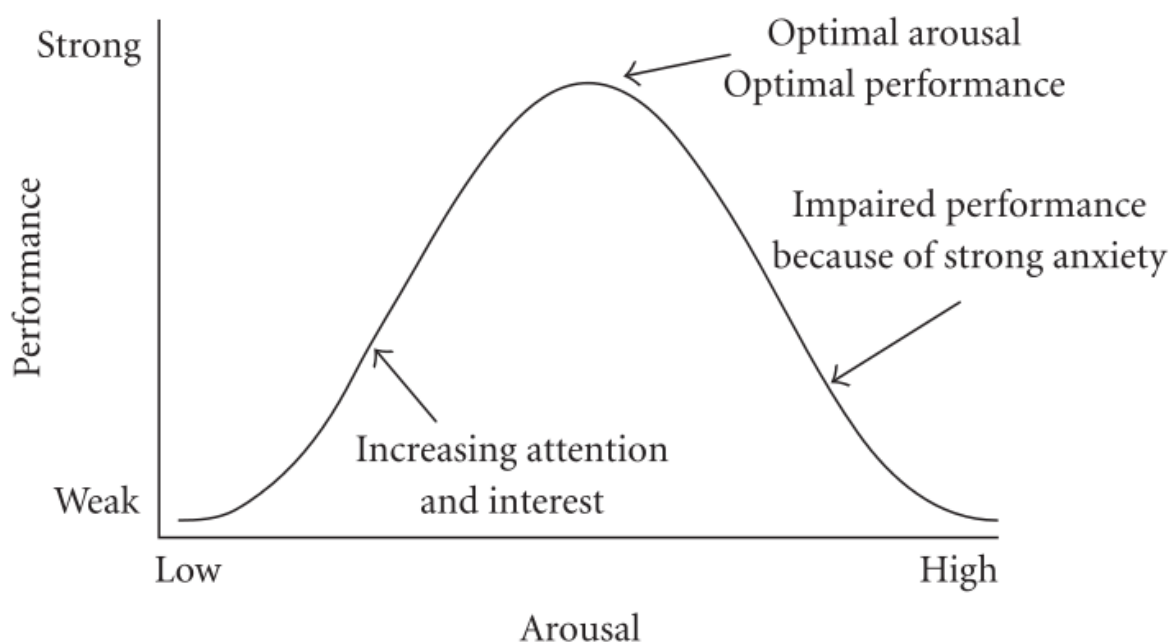 Strong
Optimal arousal
Optimal performance
Performance
Impaired performance
because of strong anxiety
Increasing attention
and interest
Weak
Low
High
Arousal